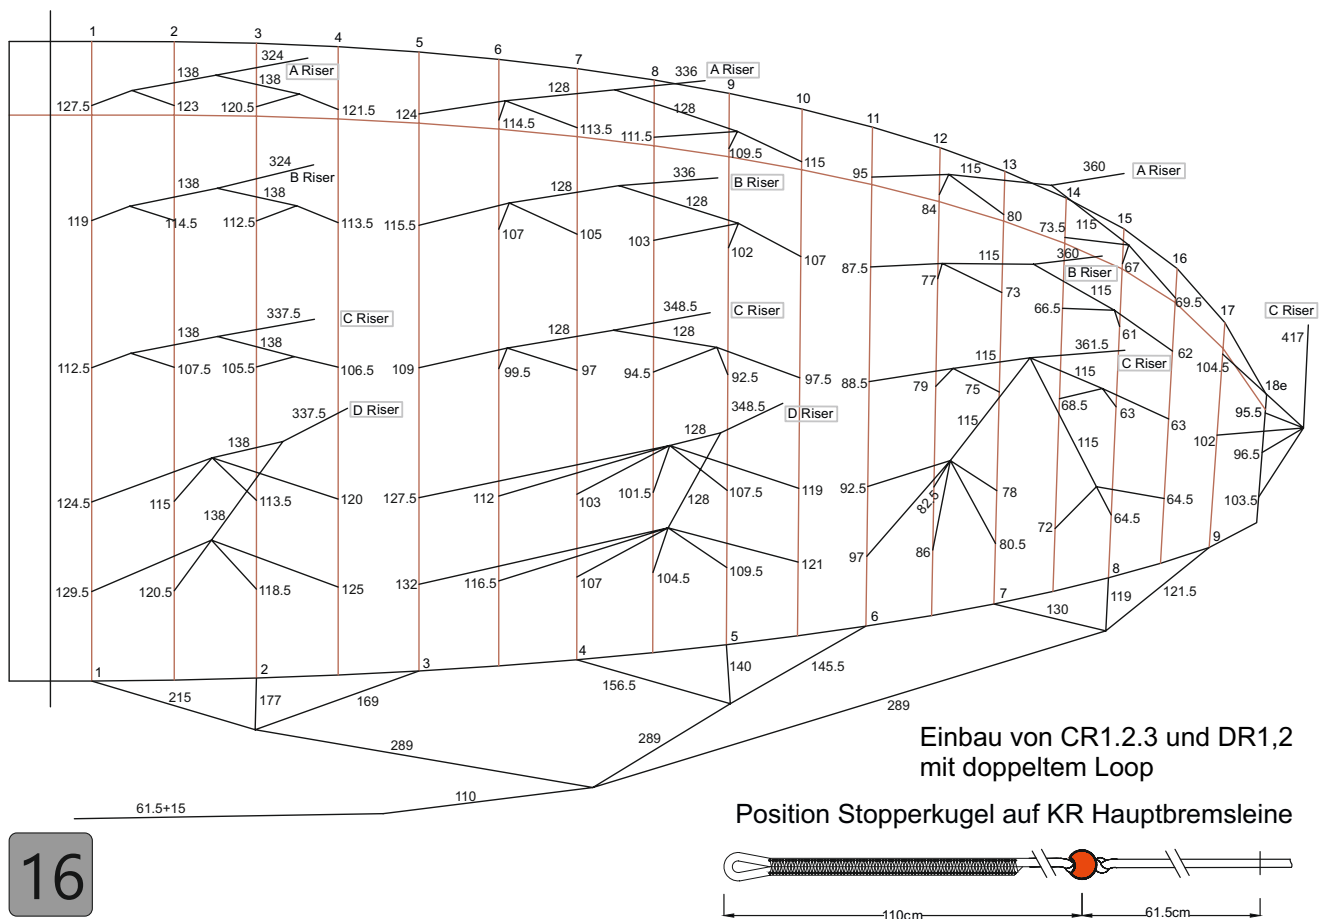 1 2 3 4 5 6 7 8 9 10 11 12 13 14 15 16 17 18e
324
138 138 A Riser
127.5 123 120.5 121.5
336 A Riser
128 128
124 114.5 113.5 111.5 109.5 115
360 A Riser
115 115
95 84 80 73.5 67 69.5
324
138 138 B Riser
119 114.5 112.5 113.5
336 B Riser
128 128
115.5 107 105 103 102 107
360 B Riser
115 115
87.5 77 73 66.5 61 62
337.5 C Riser
138 138
112.5 107.5 105.5 106.5
348.5 C Riser
128 128
109 99.5 97 94.5 92.5 97.5
361.5 C Riser
115 115
88.5 79 75 68.5 63 63
115 115
C Riser
417
104.5 95.5 102 96.5 103.5
337.5 D Riser
138
124.5 115 113.5 120
138
129.5 120.5 118.5 125
348.5 D Riser
128
127.5 112 103 101.5 107.5 119
128
132 116.5 107 104.5 109.5 121
92.5 82.5 78 72 64.5 64.5
97 86 80.5
1 2 3 4 5 6 7 8 9
215 177 169 156.5 140 145.5 130 119 121.5
289 289 289
61.5+15 110
Einbau von CR1.2.3 und DR1,2
mit doppeltem Loop
Position Stopperkugel auf KR Hauptbremsleine
110cm 61.5cm
16